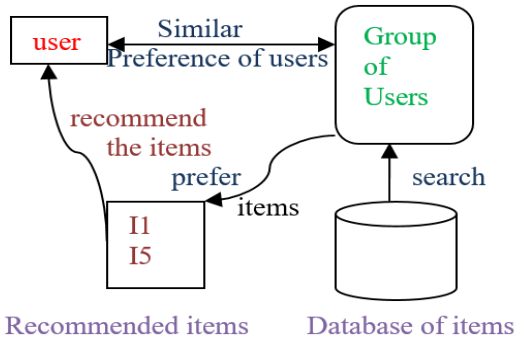 user
Similar
Preference of users
Group
of
Users
recommend
the items
prefer
items
search
I1
I5
Recommended items
Database of items